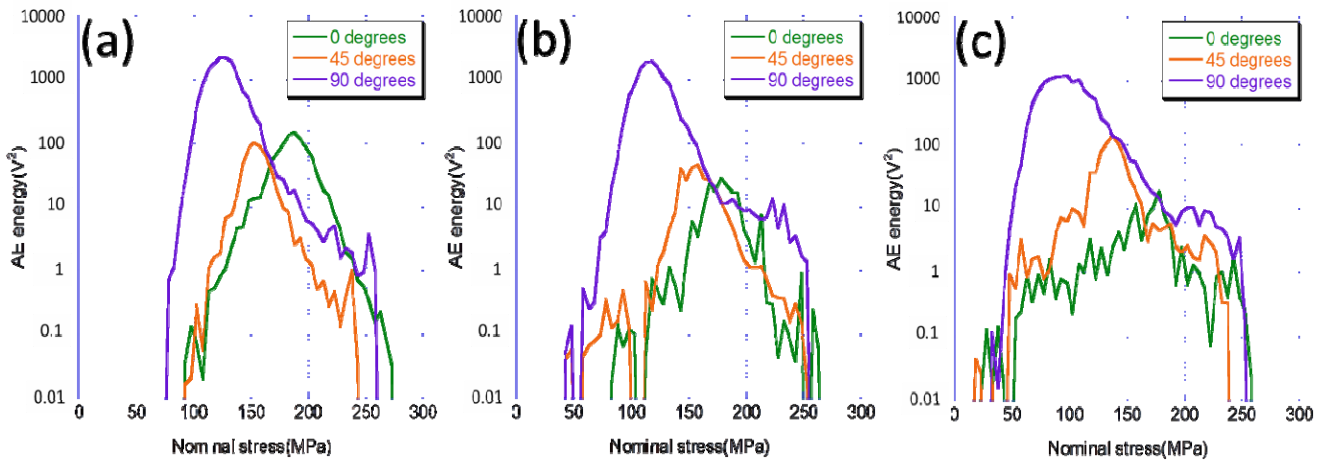 (a)
0 degrees
45 degrees
90 degrees
10000
1000
100
10
1
0.1
0.01
AE energy(V²)
0 50 100 150 200 250 300
Nominal stress(MPa)
(b)
0 degrees
45 degrees
90 degrees
10000
1000
100
10
1
0.1
0.01
AE energy(V²)
0 50 100 150 200 250 300
Nominal stress(MPa)
(c)
0 degrees
45 degrees
90 degrees
10000
1000
100
10
1
0.1
0.01
AE energy(V²)
0 50 100 150 200 250 300
Nominal stress(MPa)